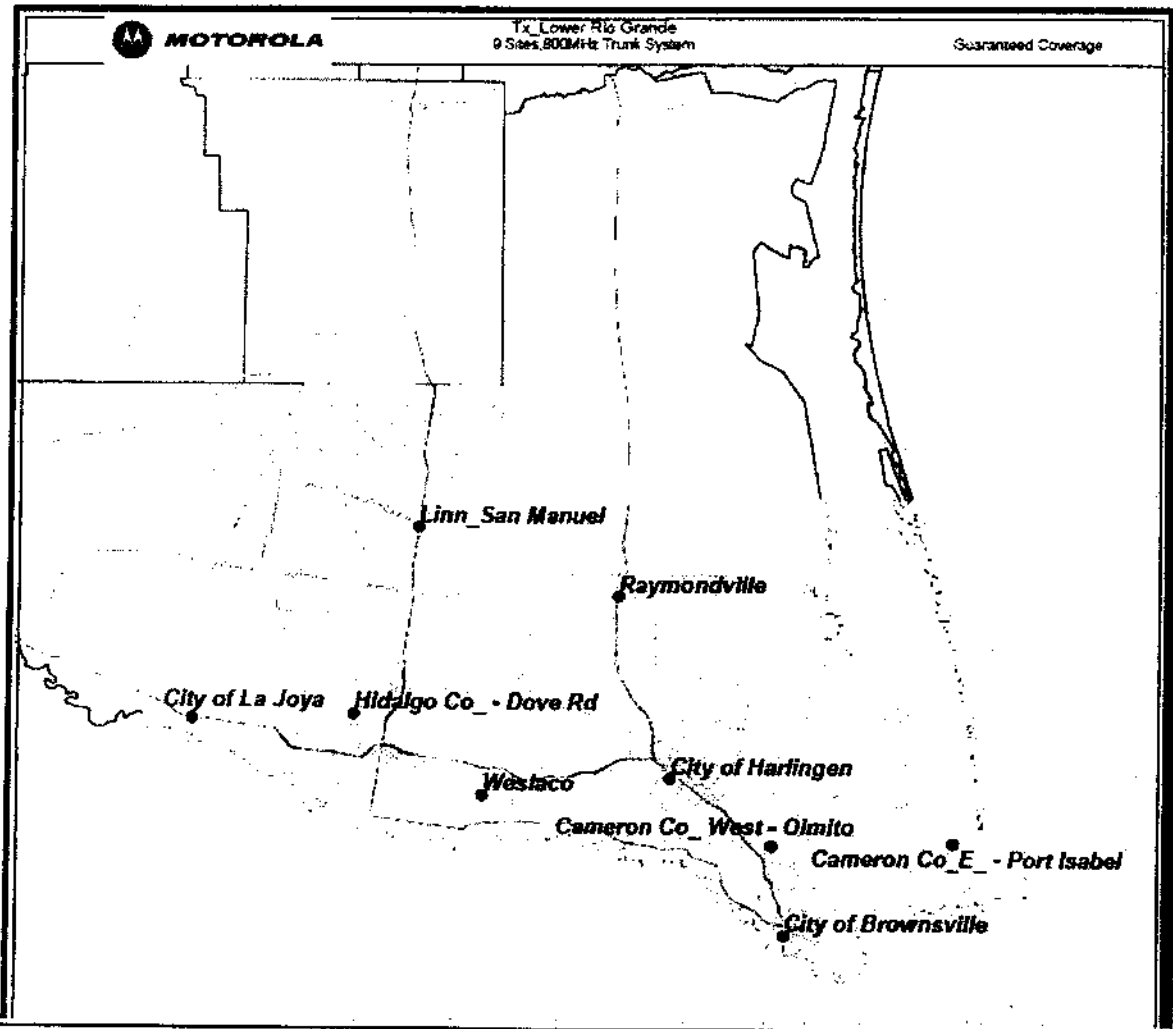 MOTOROLA
Tx_Lower Rio Grande
9 Sites,800MHz Trunk System
Guaranteed Coverage
Linn_San Manuel
Raymondville
City of La Joya
Hidalgo Co_ - Dove Rd
City of Harlingen
Weslaco
Cameron Co_ West - Olmito
Cameron Co_E_ - Port Isabel
City of Brownsville